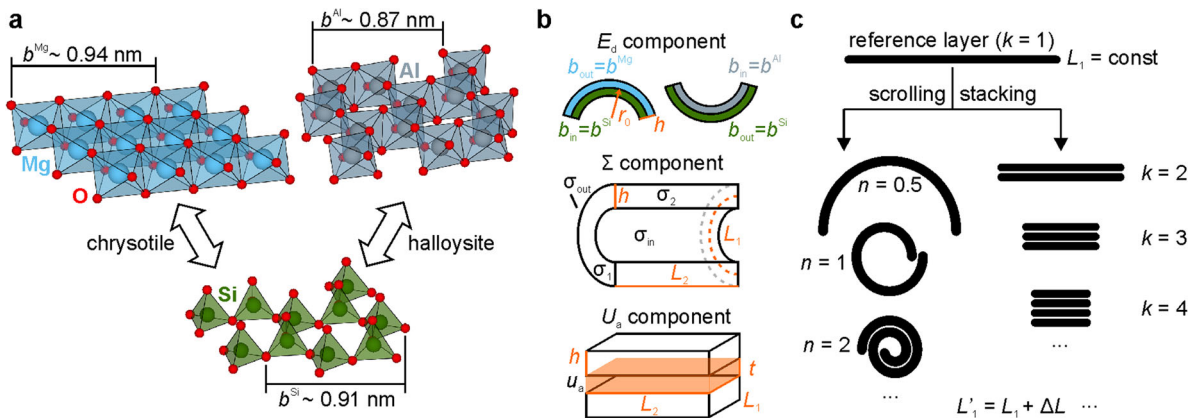 a
b^Mg ~ 0.94 nm
b^Al ~ 0.87 nm
Al
Mg
O
chrysotile
halloysite
Si
b^Si ~ 0.91 nm
b
E_d component
b_out=b^Mg
b_in=b^Al
r_0
h
b_in=b^Si
b_out=b^Si
Σ component
σ_out
h
σ_2
σ_in
L_1
σ_1
L_2
U_a component
h
t
u_a
L_2
L_1
c
reference layer (k = 1)
L_1 = const
scrolling
stacking
n = 0.5
k = 2
n = 1
k = 3
n = 2
k = 4
...
...
L'_1 = L_1 + ΔL ...